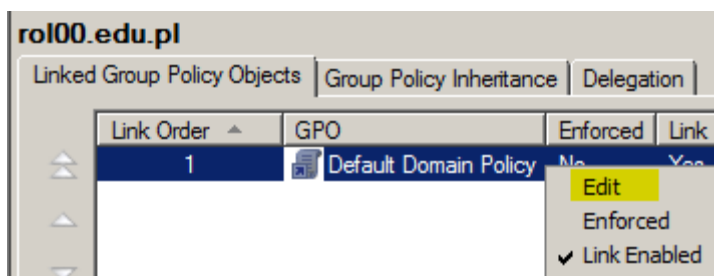 rol00.edu.pl
Linked Group Policy Objects Group Policy Inheritance Delegation
Link Order GPO Enforced Link
1 Default Domain Policy No Yes
Edit
Enforced
Link Enabled